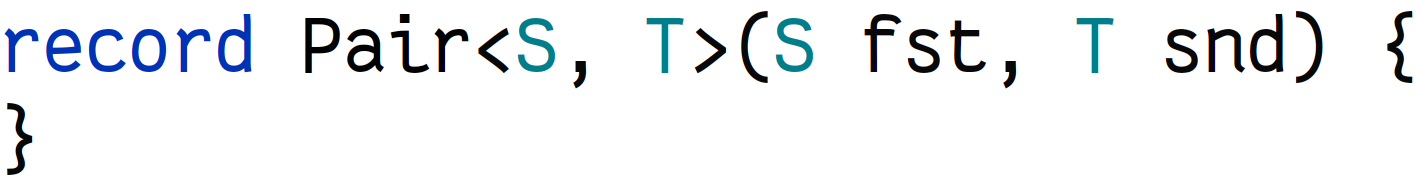 record Pair<S, T>(S fst, T snd) {
}